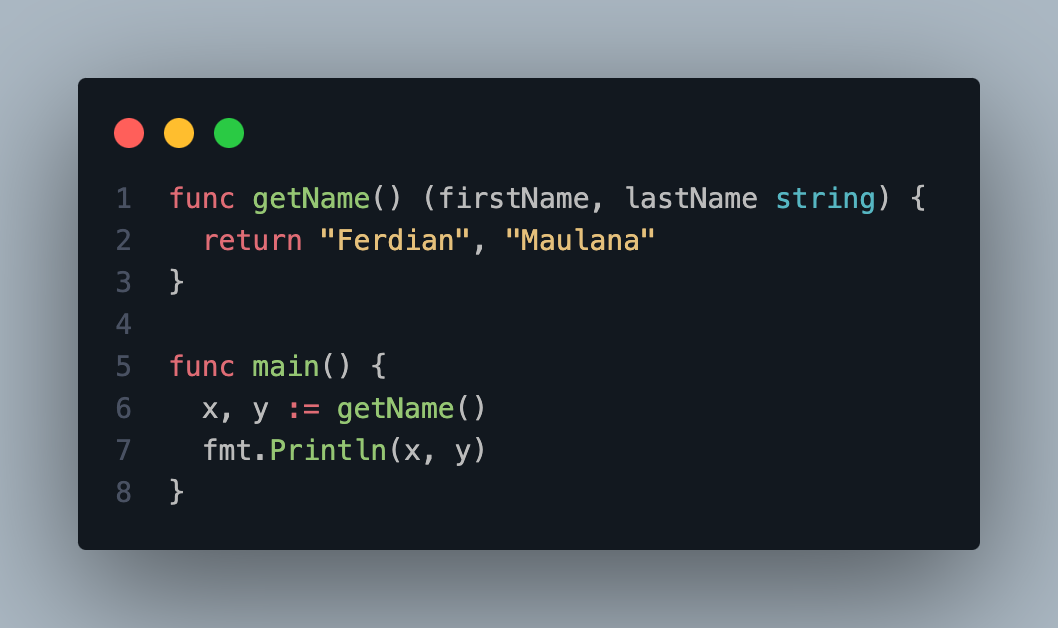 1 func getName() (firstName, lastName string) {
2   return "Ferdian", "Maulana"
3 }
4
5 func main() {
6   x, y := getName()
7   fmt.Println(x, y)
8 }